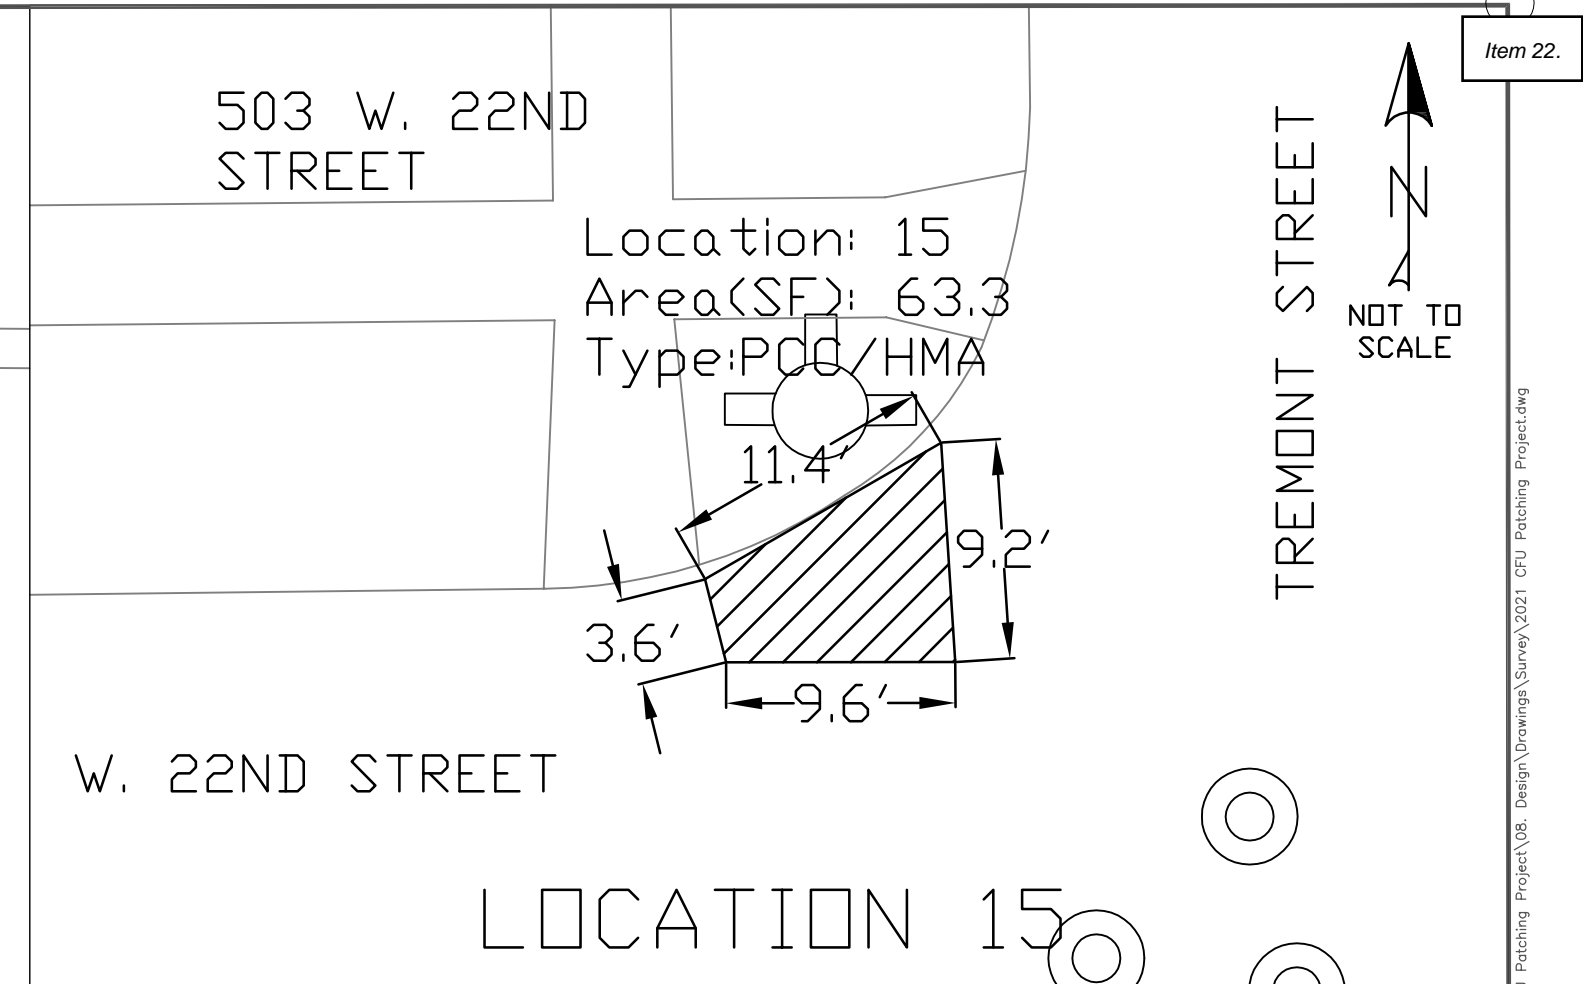 Item 22.
503 W. 22ND
STREET
Location: 15
Area(SF): 63.3
Type:PCC/HMA
TREMONT STREET
N
NOT TO
SCALE
11.4'
9.2'
3.6'
9.6'
W. 22ND STREET
LOCATION 15
Patching Project\08. Design\Drawings\Survey\2021 CFU Patching Project.dwg